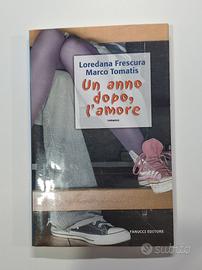 Loredana Frescura
Marco Tomatis
Un anno
dopo,
l'amore
romanzo
FANUCCI EDITORE
subito